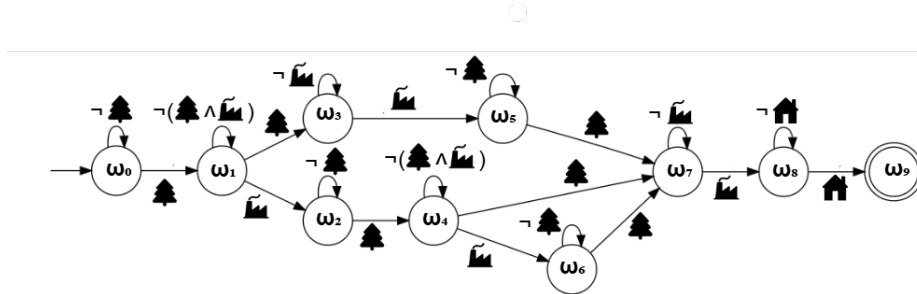 ¬ ¬( ∧ ) ¬ ¬
ω₃ ω₅
ω₀ ω₁ ¬ ¬( ∧ ) ¬ ¬
ω₇ ω₈ ω₉
ω₂ ω₄ ¬
ω₆